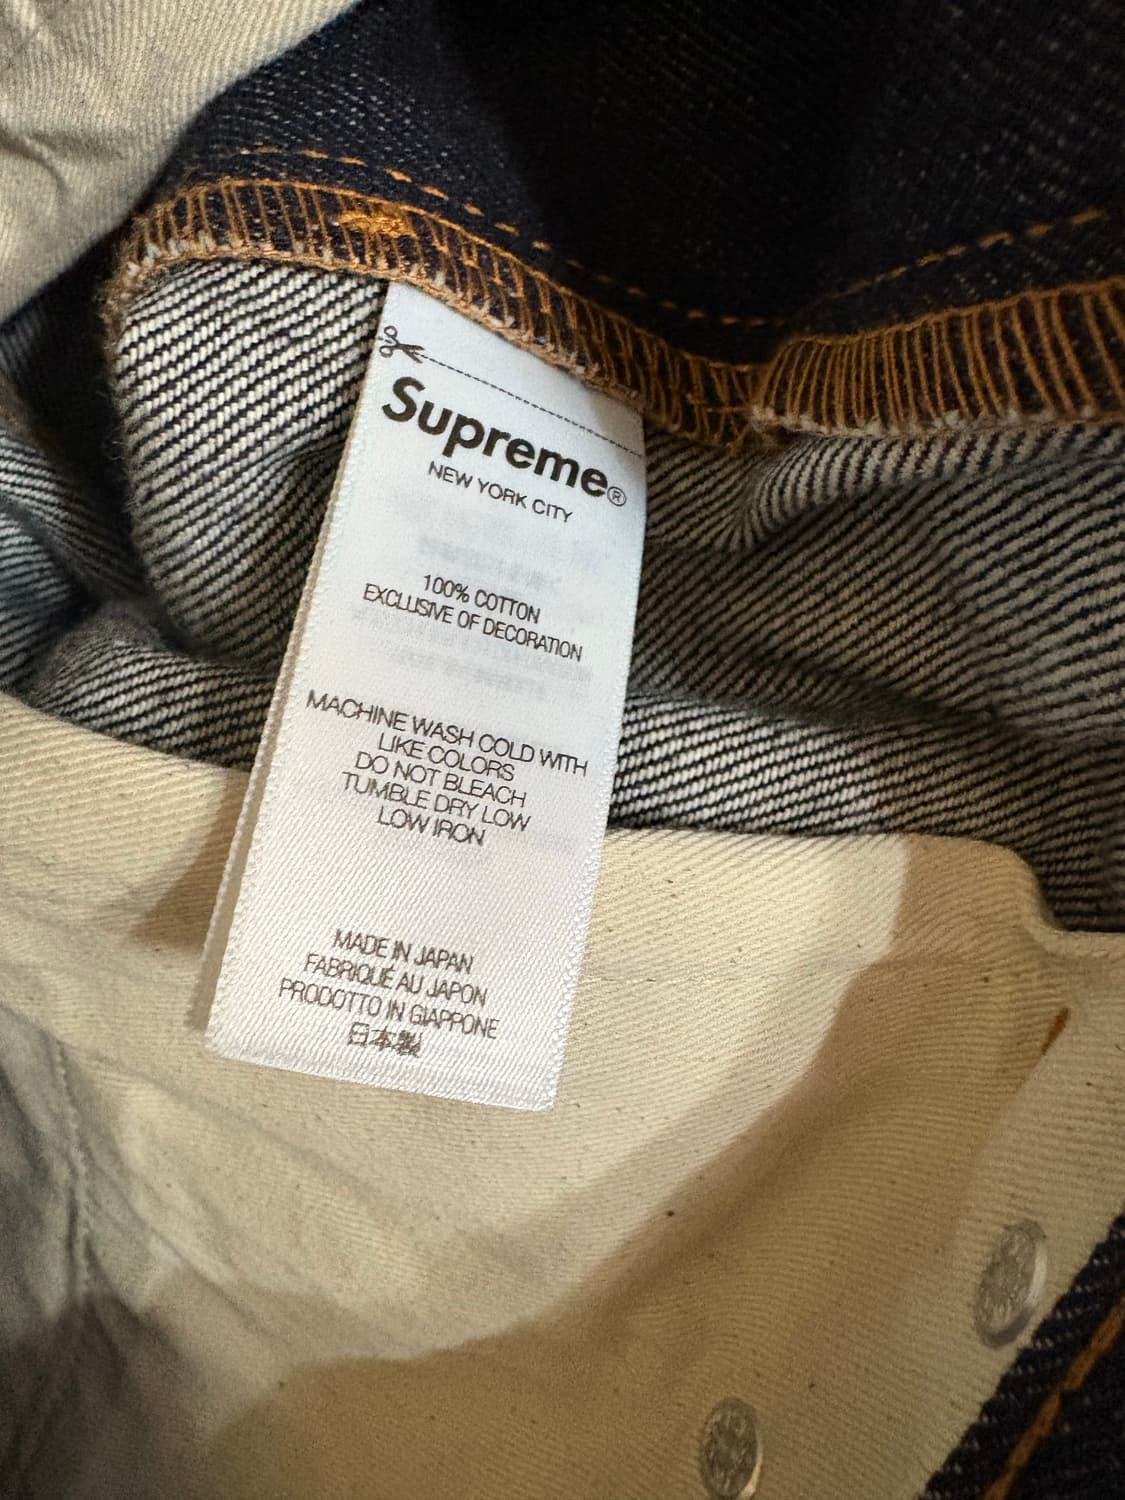 Supreme®
NEW YORK CITY
100% COTTON
EXCLUSIVE OF DECORATION
MACHINE WASH COLD WITH
LIKE COLORS
DO NOT BLEACH
TUMBLE DRY LOW
LOW IRON
MADE IN JAPAN
FABRIQUÉ AU JAPON
PRODOTTO IN GIAPPONE
日本製